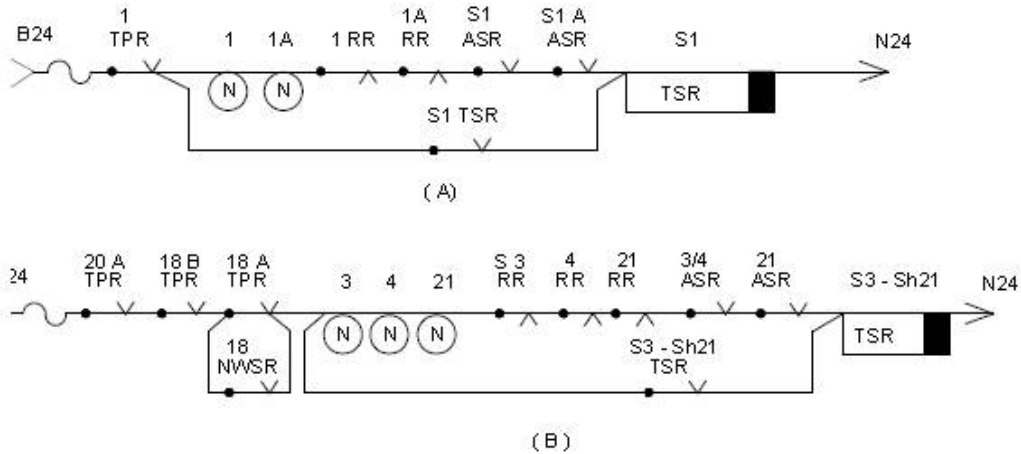 1
TPR
B24
1
1A
1 RR
1A
RR
S1
ASR
S1 A
ASR
S1
N24
N
N
TSR
S1 TSR
( A )
24
20 A
TPR
18 B
TPR
18 A
TPR
3
4
21
S 3
RR
4
RR
21
RR
3/4
ASR
21
ASR
S3 - Sh21
N24
N
N
N
TSR
18
NWSR
S3 - Sh21
TSR
( B )